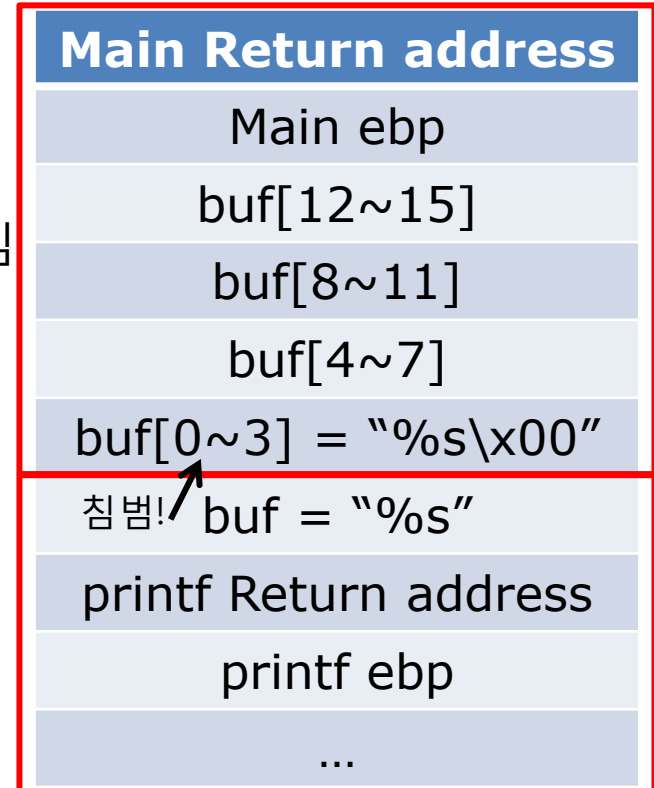 Main Return address
Main ebp
buf[12~15]
buf[8~11]
buf[4~7]
buf[0~3] = “%s\x00”
침범! buf = “%s”
printf Return address
printf ebp
…